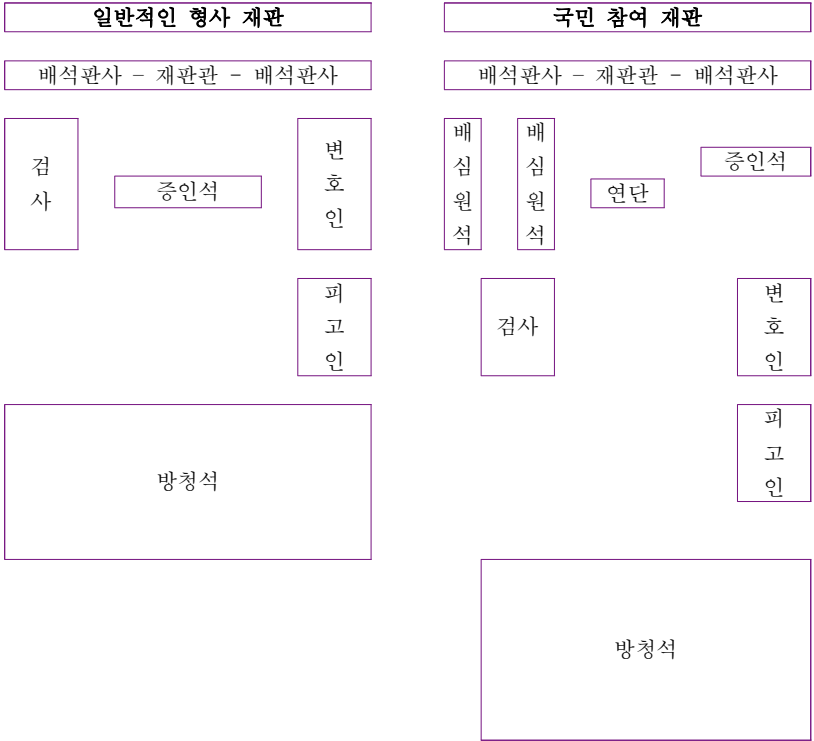 일반적인 형사 재판
배석판사 - 재판관 - 배석판사
검사
증인석
변호인
피고인
방청석
국민 참여 재판
배석판사 - 재판관 - 배석판사
배심원석
배심원석
연단
증인석
검사
변호인
피고인
방청석